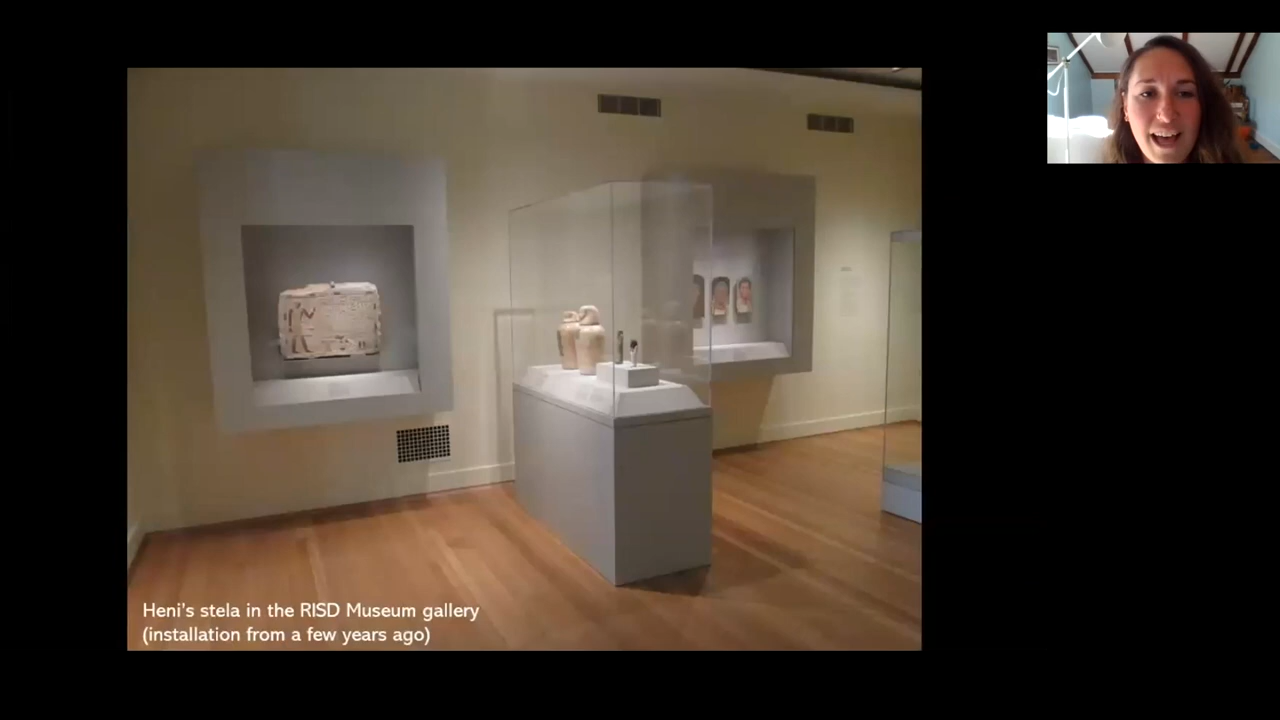 Heni's stela in the RISD Museum gallery
(installation from a few years ago)